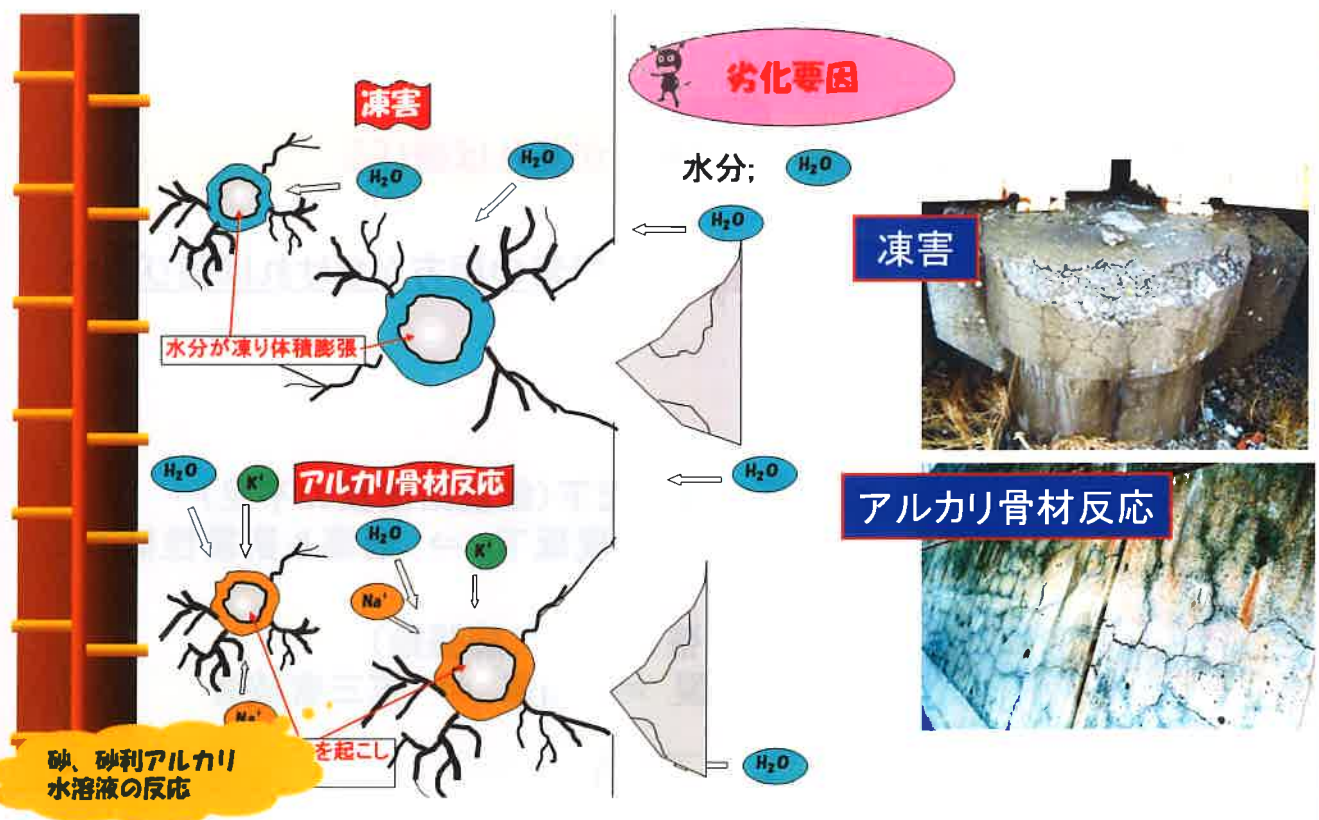 劣化要因
凍害
水分;
H₂O
H₂O
H₂O
H₂O
凍害
水分が凍り体積膨張
アルカリ骨材反応
H₂O
K⁺
H₂O
K⁺
H₂O
アルカリ骨材反応
Na⁺
Na⁺
を起こし
H₂O
砂、砂利アルカリ
水溶液の反応